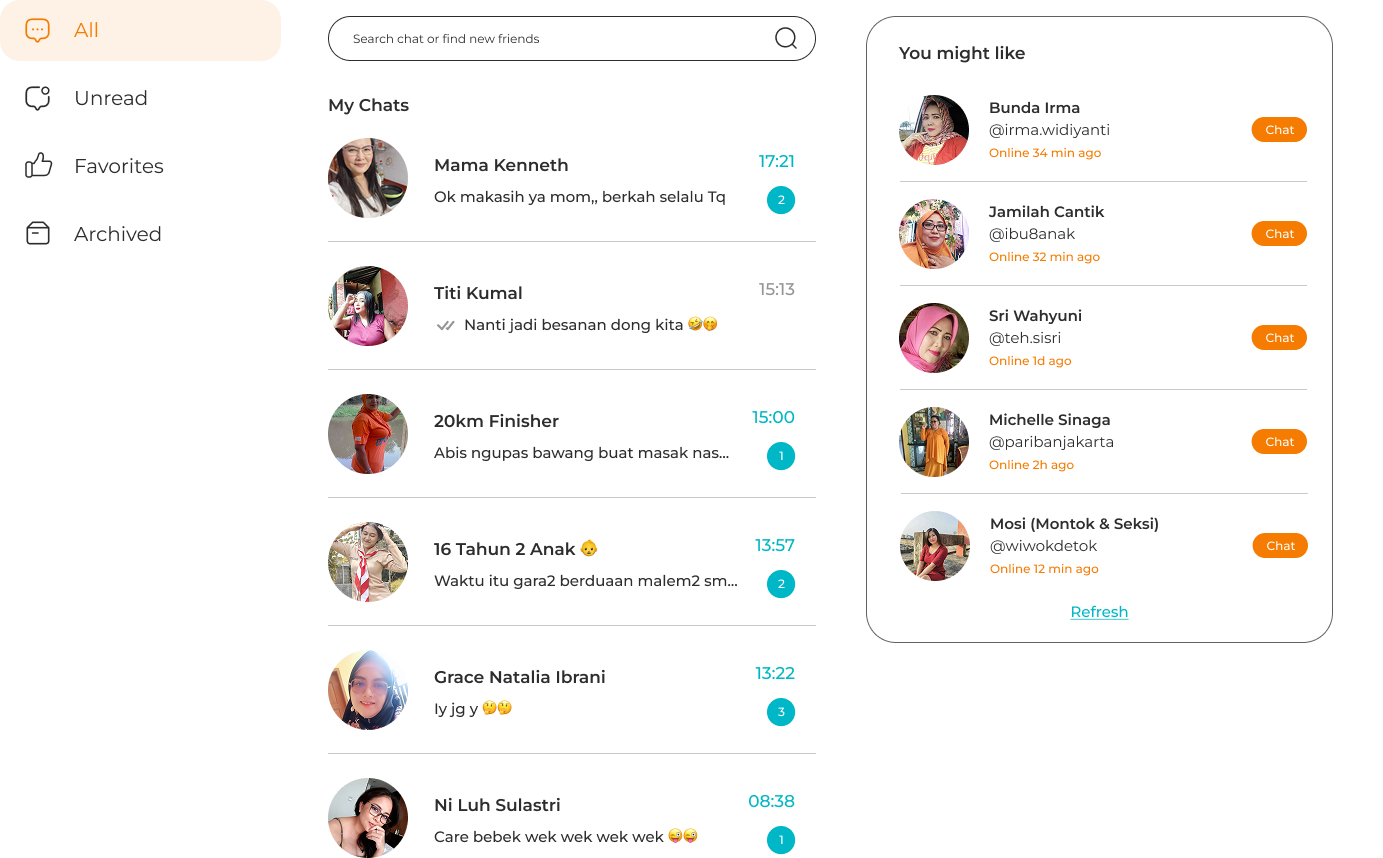 All
Unread
Favorites
Archived
Search chat or find new friends
My Chats
Mama Kenneth
17:21
Ok makasih ya mom,, berkah selalu Tq
2
Titi Kumal
15:13
Nanti jadi besanan dong kita 🤣🤭
20km Finisher
15:00
Abis ngupas bawang buat masak nas...
1
16 Tahun 2 Anak 👶
13:57
Waktu itu gara2 berduaan malem2 sm...
2
Grace Natalia Ibrani
13:22
Iy jg y 🤔🤔
3
Ni Luh Sulastri
08:38
Care bebek wek wek wek wek 😜😜
1
You might like
Bunda Irma
@irma.widiyanti
Online 34 min ago
Chat
Jamilah Cantik
@ibu8anak
Online 32 min ago
Chat
Sri Wahyuni
@teh.sisri
Online 1d ago
Chat
Michelle Sinaga
@paribanjakarta
Online 2h ago
Chat
Mosi (Montok & Seksi)
@wiwokdetok
Online 12 min ago
Chat
Refresh